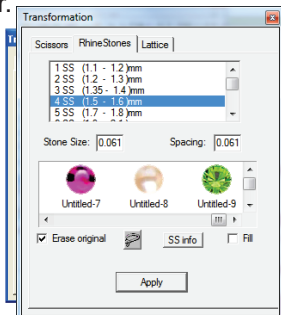 r.
Transformation
Scissors RhineStones Lattice
1 SS (1.1 - 1.2)mm
2 SS (1.2 - 1.3)mm
3 SS (1.35 - 1.4)mm
4 SS (1.5 - 1.6)mm
5 SS (1.7 - 1.8)mm
Stone Size: 0.061 Spacing: 0.061
Untitled-7 Untitled-8 Untitled-9
Erase original SS info Fill
Apply